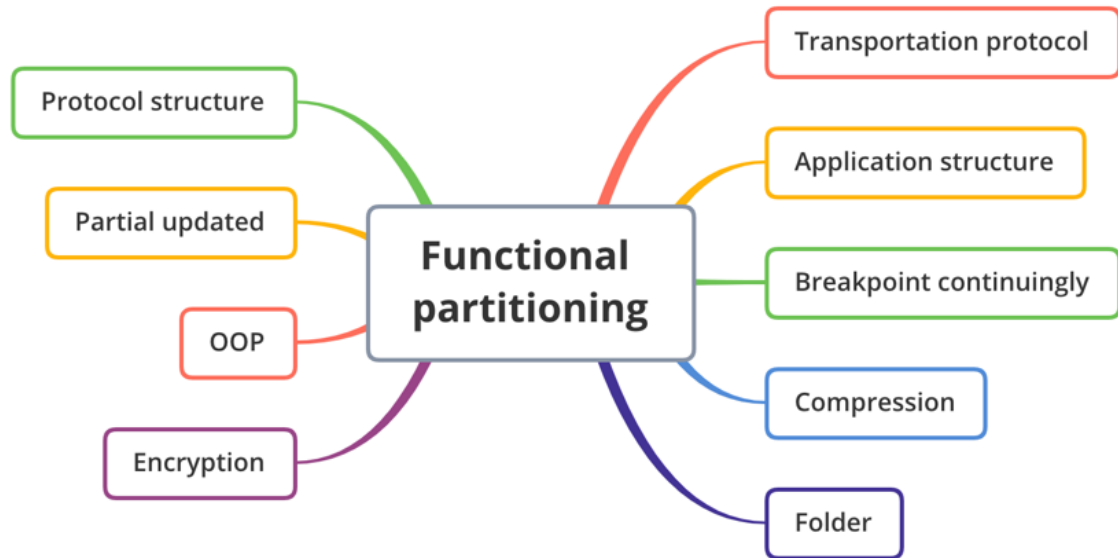 Functional
partitioning
Transportation protocol
Application structure
Breakpoint continuingly
Compression
Folder
Protocol structure
Partial updated
OOP
Encryption